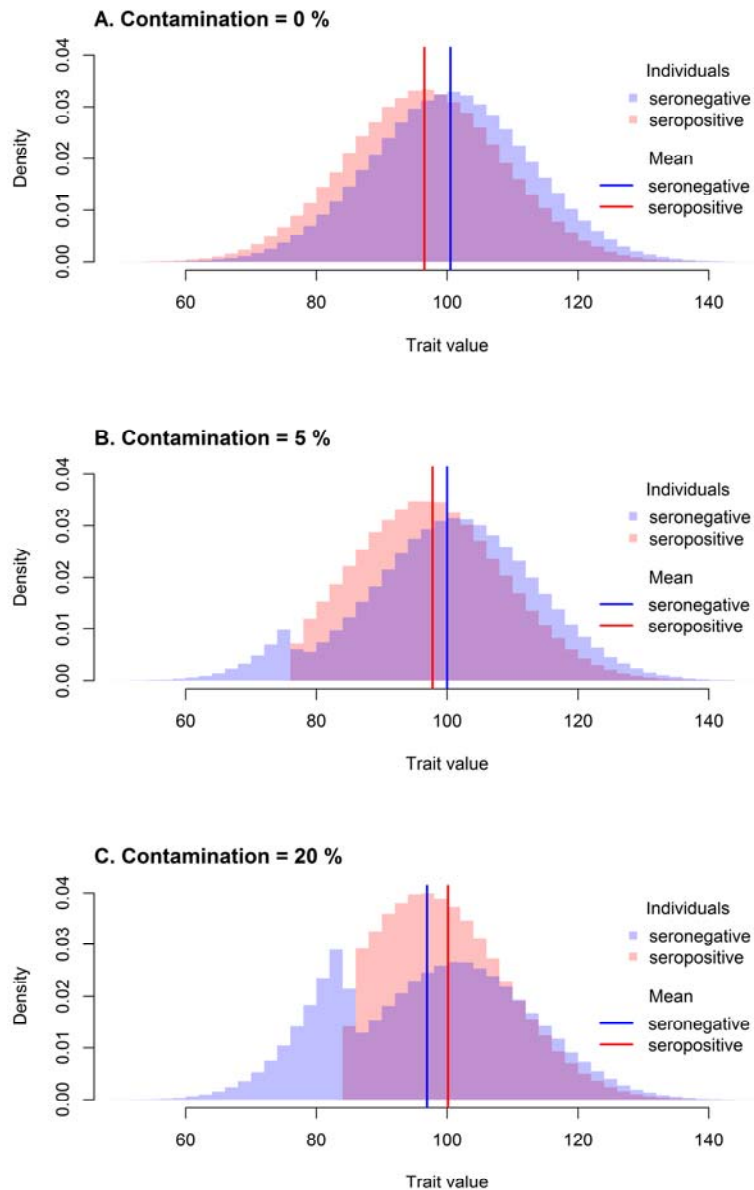 A. Contamination = 0 %
Density
0.00 0.01 0.02 0.03 0.04
Individuals
seronegative
seropositive
Mean
seronegative
seropositive
60 80 100 120 140
Trait value
B. Contamination = 5 %
Density
0.00 0.01 0.02 0.03 0.04
Individuals
seronegative
seropositive
Mean
seronegative
seropositive
60 80 100 120 140
Trait value
C. Contamination = 20 %
Density
0.00 0.01 0.02 0.03 0.04
Individuals
seronegative
seropositive
Mean
seronegative
seropositive
60 80 100 120 140
Trait value